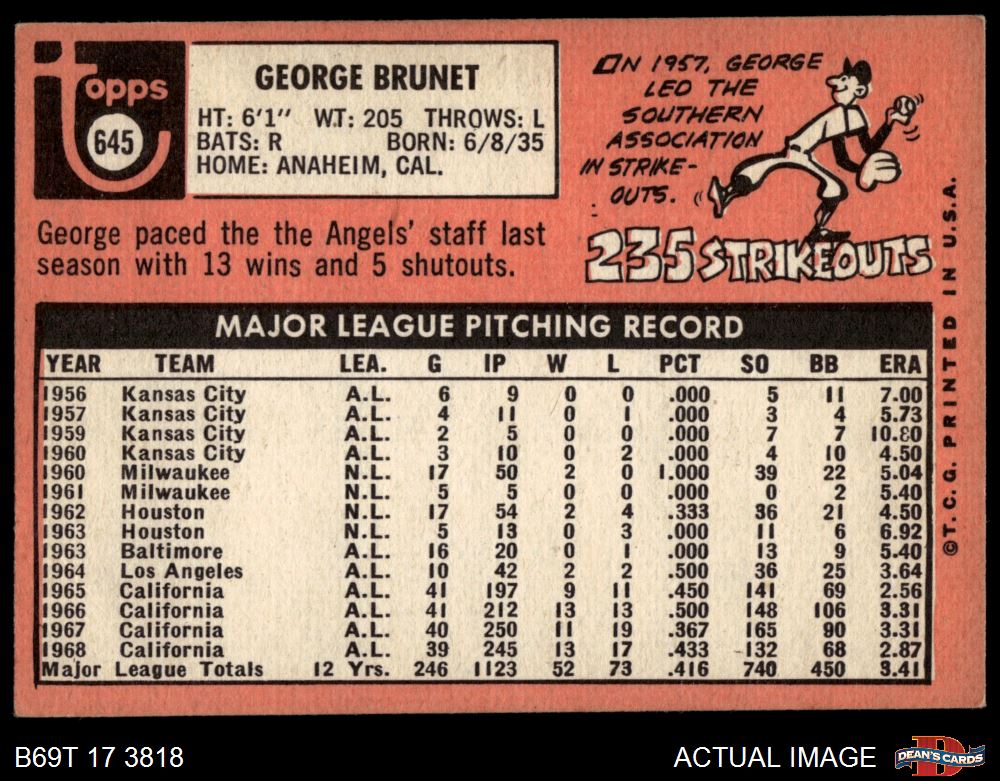 Topps
645
GEORGE BRUNET
HT: 6'1" WT: 205 THROWS: L
BATS: R BORN: 6/8/35
HOME: ANAHEIM, CAL.
ON 1957, GEORGE
LED THE
SOUTHERN
ASSOCIATION
IN STRIKE-
OUTS.
235 STRIKEOUTS
George paced the the Angels' staff last
season with 13 wins and 5 shutouts.
MAJOR LEAGUE PITCHING RECORD
YEAR TEAM LEA. G IP W L PCT SO BB ERA
1956 Kansas City A.L. 6 9 0 0 .000 5 11 7.00
1957 Kansas City A.L. 4 11 0 1 .000 3 4 5.73
1959 Kansas City A.L. 2 5 0 0 .000 7 7 10.80
1960 Kansas City A.L. 3 10 0 2 .000 4 10 4.50
1960 Milwaukee N.L. 17 50 2 0 1.000 39 22 5.04
1961 Milwaukee N.L. 5 5 0 0 .000 0 2 5.40
1962 Houston N.L. 17 54 2 4 .333 36 21 4.50
1963 Houston N.L. 5 13 0 3 .000 11 6 6.92
1963 Baltimore A.L. 16 20 0 1 .000 13 9 5.40
1964 Los Angeles A.L. 10 42 2 2 .500 36 25 3.64
1965 California A.L. 41 197 9 11 .450 141 69 2.56
1966 California A.L. 41 212 13 13 .500 148 106 3.31
1967 California A.L. 40 250 11 19 .367 165 90 3.31
1968 California A.L. 39 245 13 17 .433 132 68 2.87
Major League Totals 12 Yrs. 246 1123 52 73 .416 740 450 3.41
©T.C.G. PRINTED IN U.S.A.
B69T 17 3818
ACTUAL IMAGE
D
DEAN'S CARDS